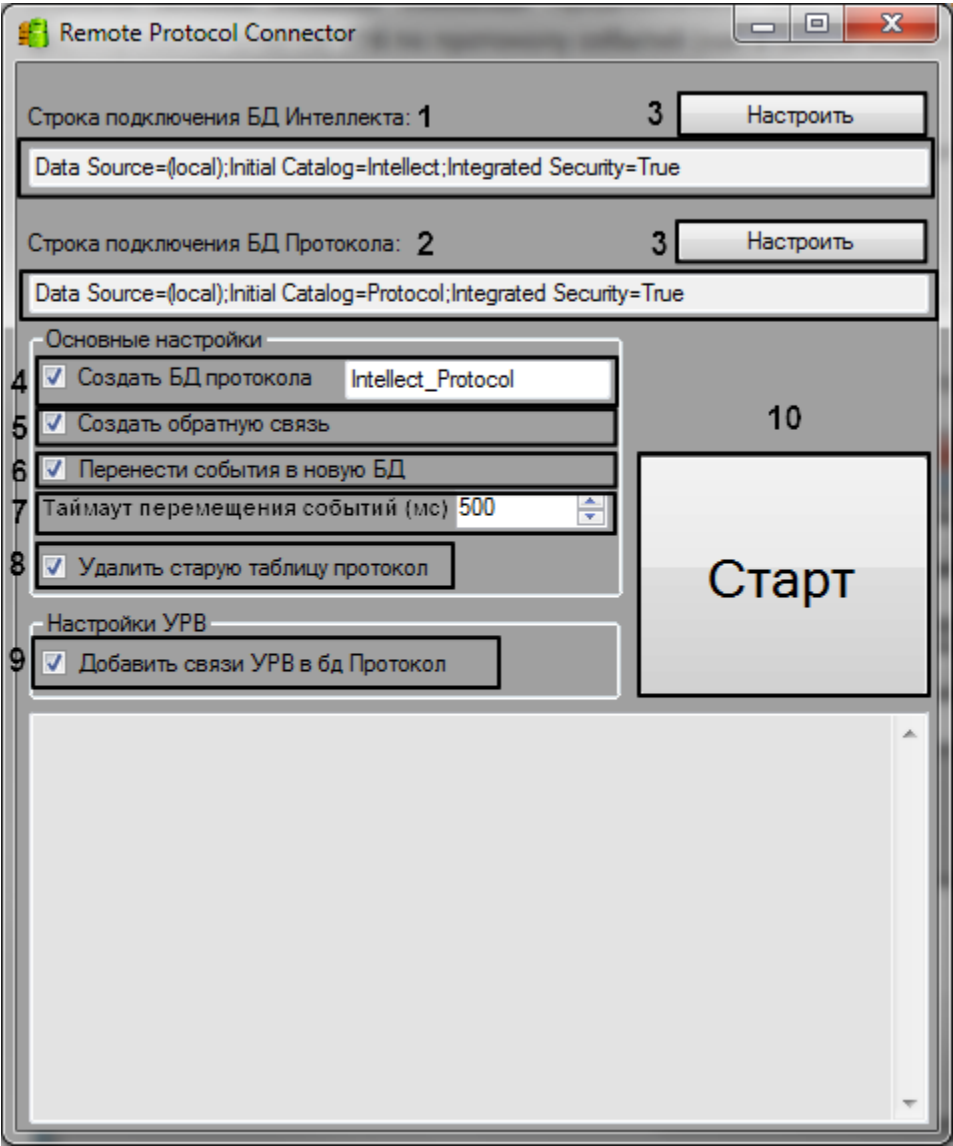 Remote Protocol Connector
Строка подключения БД Интеллекта: 1 3 Настроить
Data Source=(local);Initial Catalog=Intellect;Integrated Security=True
Строка подключения БД Протокола: 2 3 Настроить
Data Source=(local);Initial Catalog=Protocol;Integrated Security=True
Основные настройки
4 Создать БД протокола Intellect_Protocol
5 Создать обратную связь
6 Перенести события в новую БД
7 Таймаут перемещения событий (мс) 500
8 Удалить старую таблицу протокол
Настройки УРВ
9 Добавить связи УРВ в бд Протокол
10
Старт